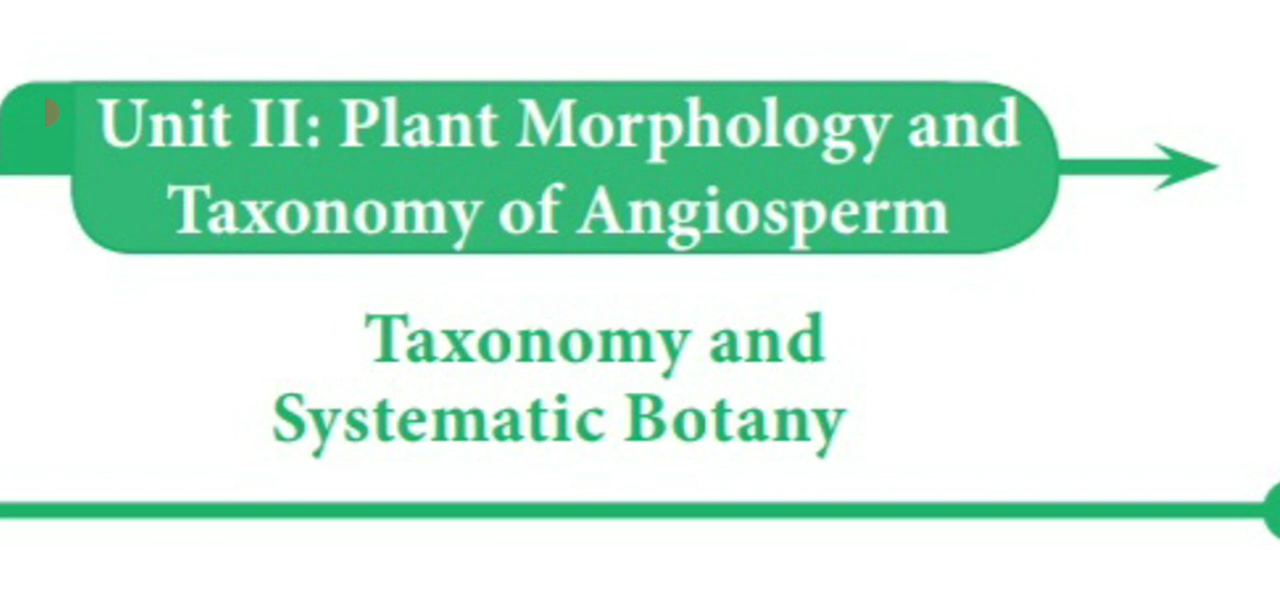 Unit II: Plant Morphology and
Taxonomy of Angiosperm
Taxonomy and
Systematic Botany